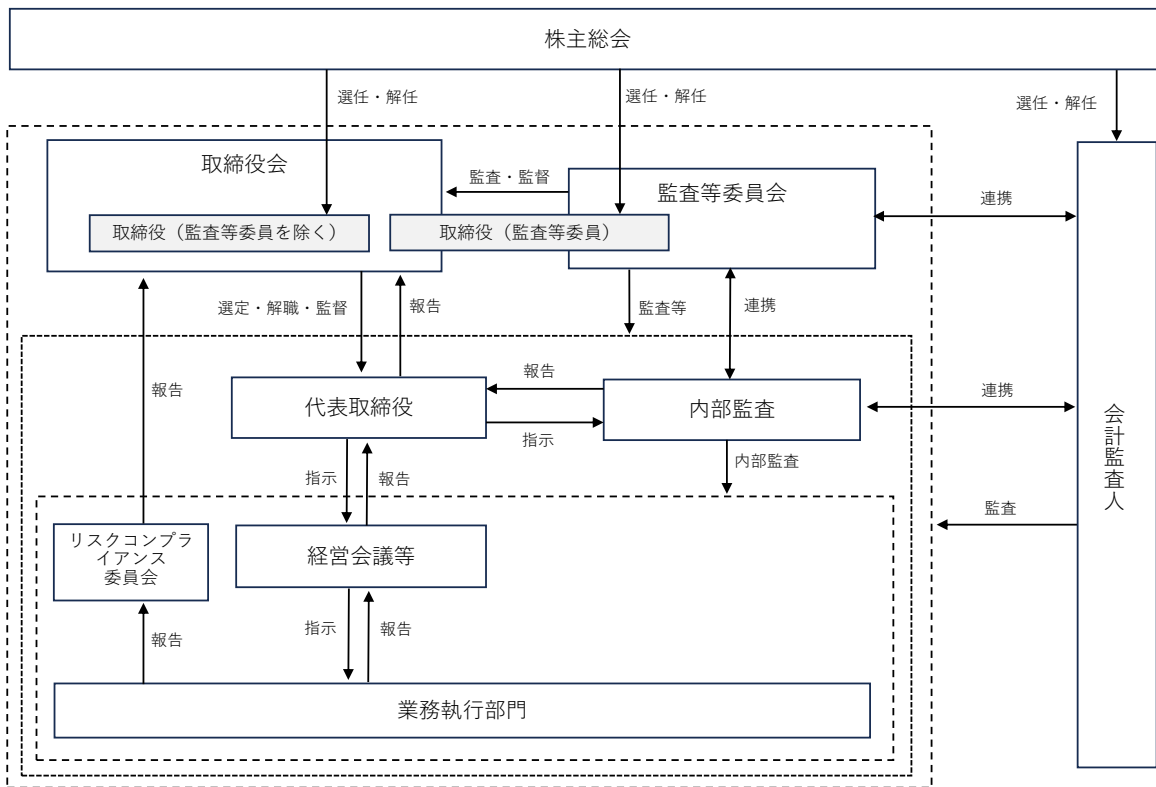 株主総会
選任・解任
選任・解任
選任・解任
取締役会
監査・監督
監査等委員会
連携
取締役（監査等委員を除く）
取締役（監査等委員）
選定・解職・監督
報告
監査等
連携
報告
報告
代表取締役
内部監査
連携
指示
会計監査人
指示
報告
内部監査
監査
リスクコンプラ
イアンス
委員会
経営会議等
報告
指示
報告
業務執行部門